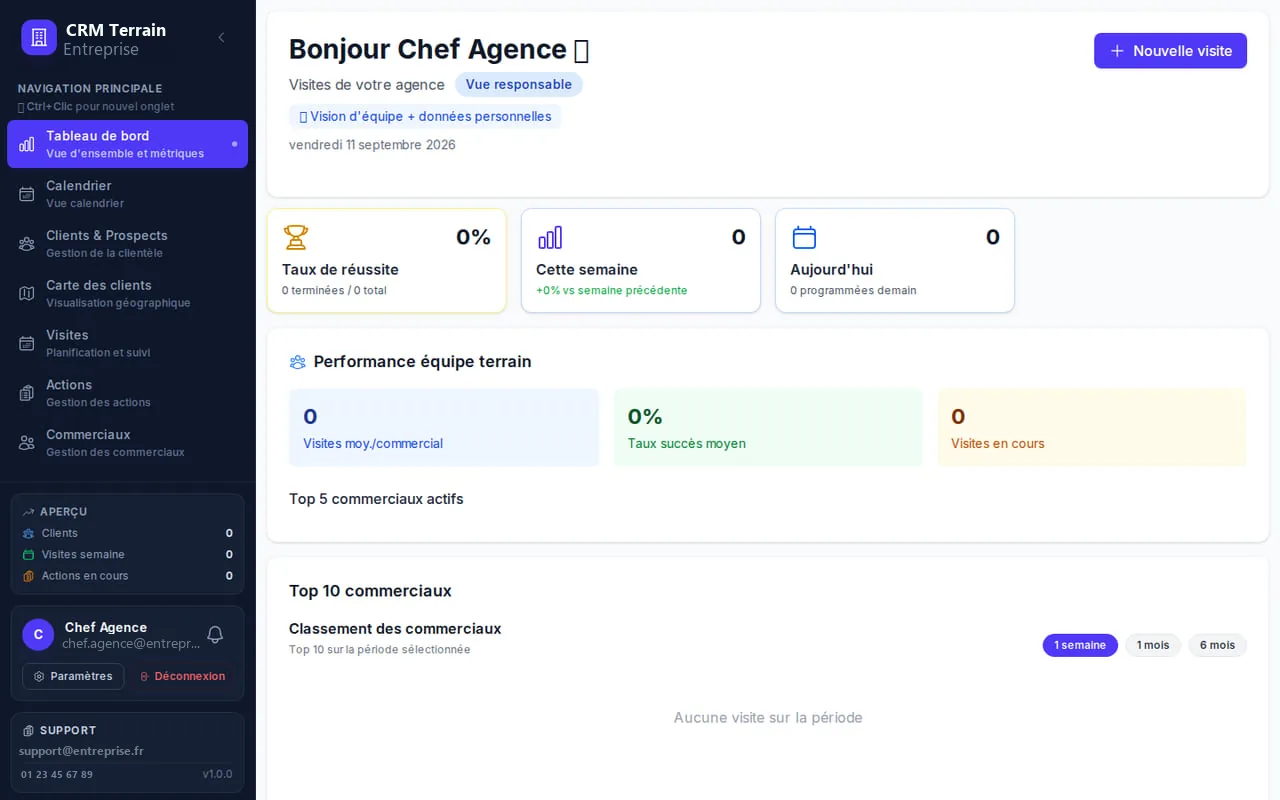 CRM Terrain
Entreprise
NAVIGATION PRINCIPALE
Ctrl+Clic pour nouvel onglet
Tableau de bord
Vue d'ensemble et métriques
Calendrier
Vue calendrier
Clients & Prospects
Gestion de la clientèle
Carte des clients
Visualisation géographique
Visites
Planification et suivi
Actions
Gestion des actions
Commerciaux
Gestion des commerciaux
APERÇU
Clients 0
Visites semaine 0
Actions en cours 0
C
Chef Agence
chef.agence@entrepr...
Paramètres
Déconnexion
SUPPORT
support@entreprise.fr
01 23 45 67 89
v1.0.0
Bonjour Chef Agence
Nouvelle visite
Visites de votre agence
Vue responsable
Vision d'équipe + données personnelles
vendredi 11 septembre 2026
0%
Taux de réussite
0 terminées / 0 total
0
Cette semaine
+0% vs semaine précédente
0
Aujourd'hui
0 programmées demain
Performance équipe terrain
0
Visites moy./commercial
0%
Taux succès moyen
0
Visites en cours
Top 5 commerciaux actifs
Top 10 commerciaux
Classement des commerciaux
Top 10 sur la période sélectionnée
1 semaine
1 mois
6 mois
Aucune visite sur la période